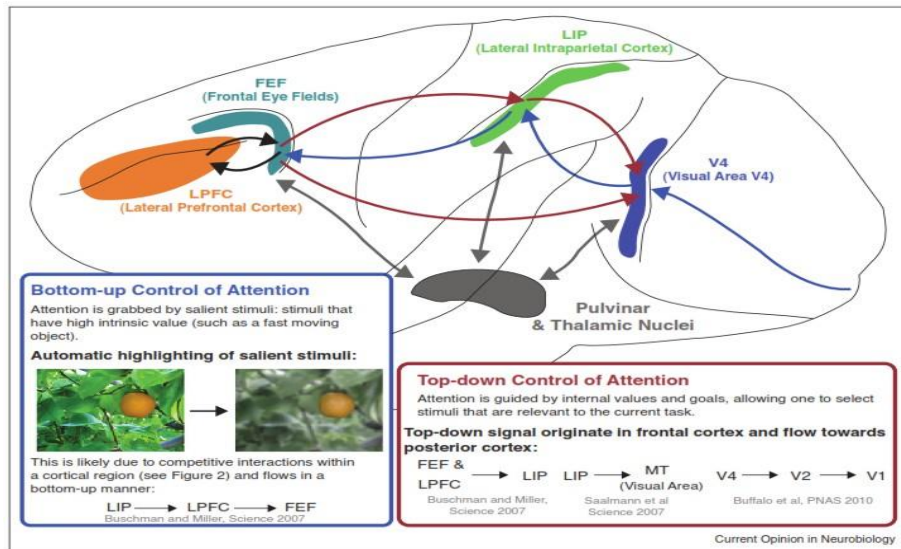 LIP
(Lateral Intraparietal Cortex)
FEF
(Frontal Eye Fields)
V4
(Visual Area V4)
LPFC
(Lateral Prefrontal Cortex)
Pulvinar
& Thalamic Nuclei
Bottom-up Control of Attention
Attention is grabbed by salient stimuli: stimuli that
have high intrinsic value (such as a fast moving
object).
Automatic highlighting of salient stimuli:
This is likely due to competitive interactions within
a cortical region (see Figure 2) and flows in a
bottom-up manner:
LIP LPFC FEF
Buschman and Miller, Science 2007
Top-down Control of Attention
Attention is guided by internal values and goals, allowing one to select
stimuli that are relevant to the current task.
Top-down signal originate in frontal cortex and flow towards
posterior cortex:
FEF &
LPFC LIP LIP MT
(Visual Area) V4 V2 V1
Buschman and Miller,
Science 2007
Saalmann et al
Science 2007
Buffalo et al, PNAS 2010
Current Opinion in Neurobiology